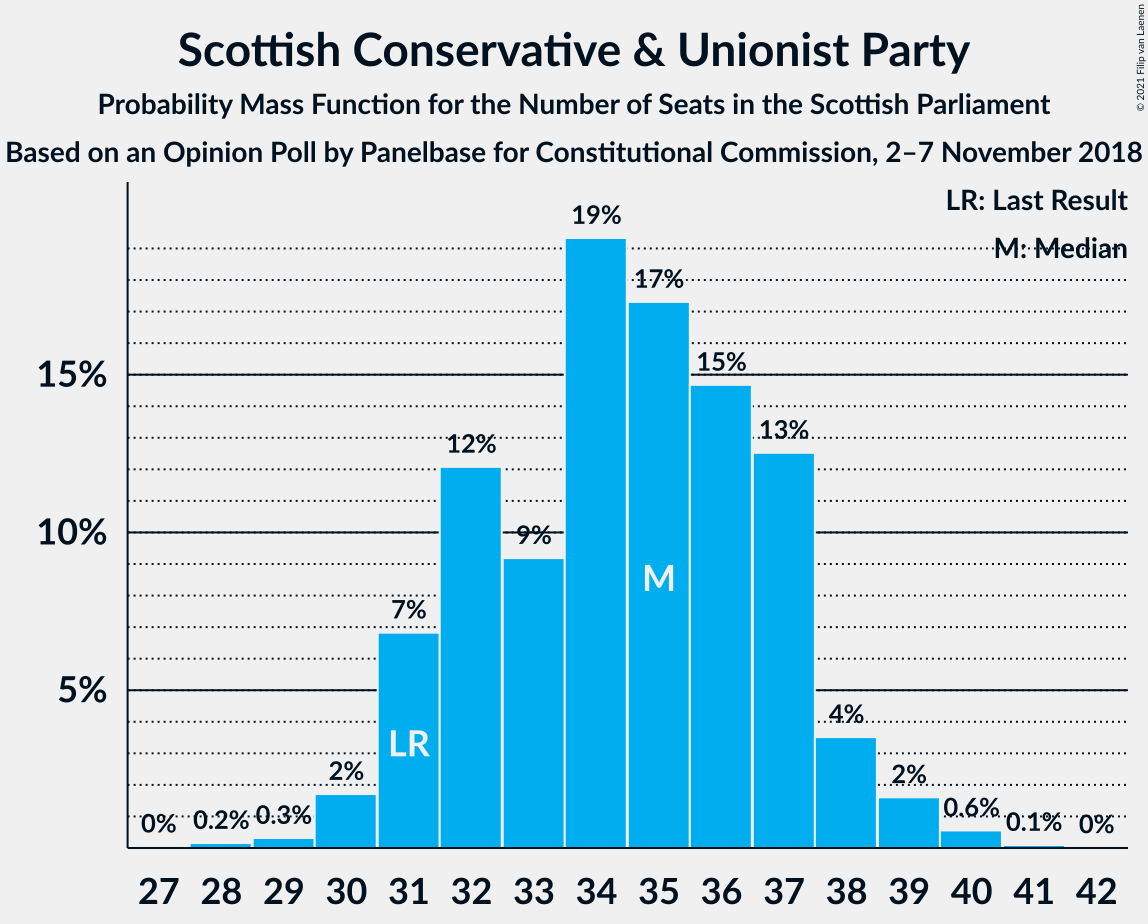 Scottish Conservative & Unionist Party
Probability Mass Function for the Number of Seats in the Scottish Parliament
Based on an Opinion Poll by Panelbase for Constitutional Commission, 2–7 November 2018
© 2021 Filip van Laenen
LR: Last Result
M: Median
19%
17%
15%
15%
13%
12%
10%
9%
M
7%
5%
4%
LR
2%
2%
0%
0.2%
0.3%
0.6%
0.1%
0%
27 28 29 30 31 32 33 34 35 36 37 38 39 40 41 42